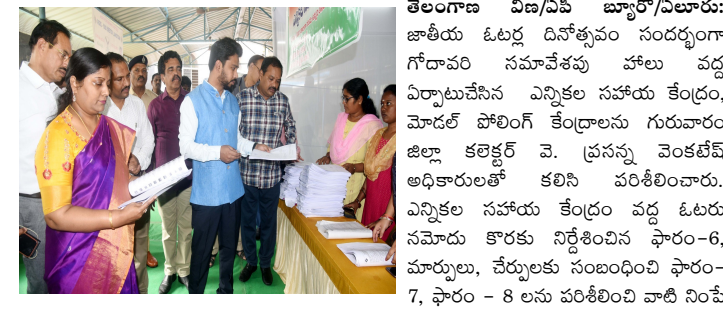 తెలంగాణ విణ/ఏపి బ్యూరో/ఏలూరు:
జాతీయ ఓటర్ల దినోత్సవం సందర్భంగా
గోదావరి సమావేశపు హాలు వద్ద
ఏర్పాటుచేసిన ఎన్నికల సహాయ కేంద్రం,
మోడల్ పోలింగ్ కేంద్రాలను గురువారం
జిల్లా కలెక్టర్ వె. ప్రసన్న వెంకటేష్
అధికారులతో కలిసి పరిశీలించారు.
ఎన్నికల సహాయ కేంద్రం వద్ద ఓటరు
నమోదు కొరకు నిర్దేశించిన ఫారం-6,
మార్పులు, చేర్పులకు సంబంధించి ఫారం-
7, ఫారం - 8 లను పరిశీలించి వాటి నింపే